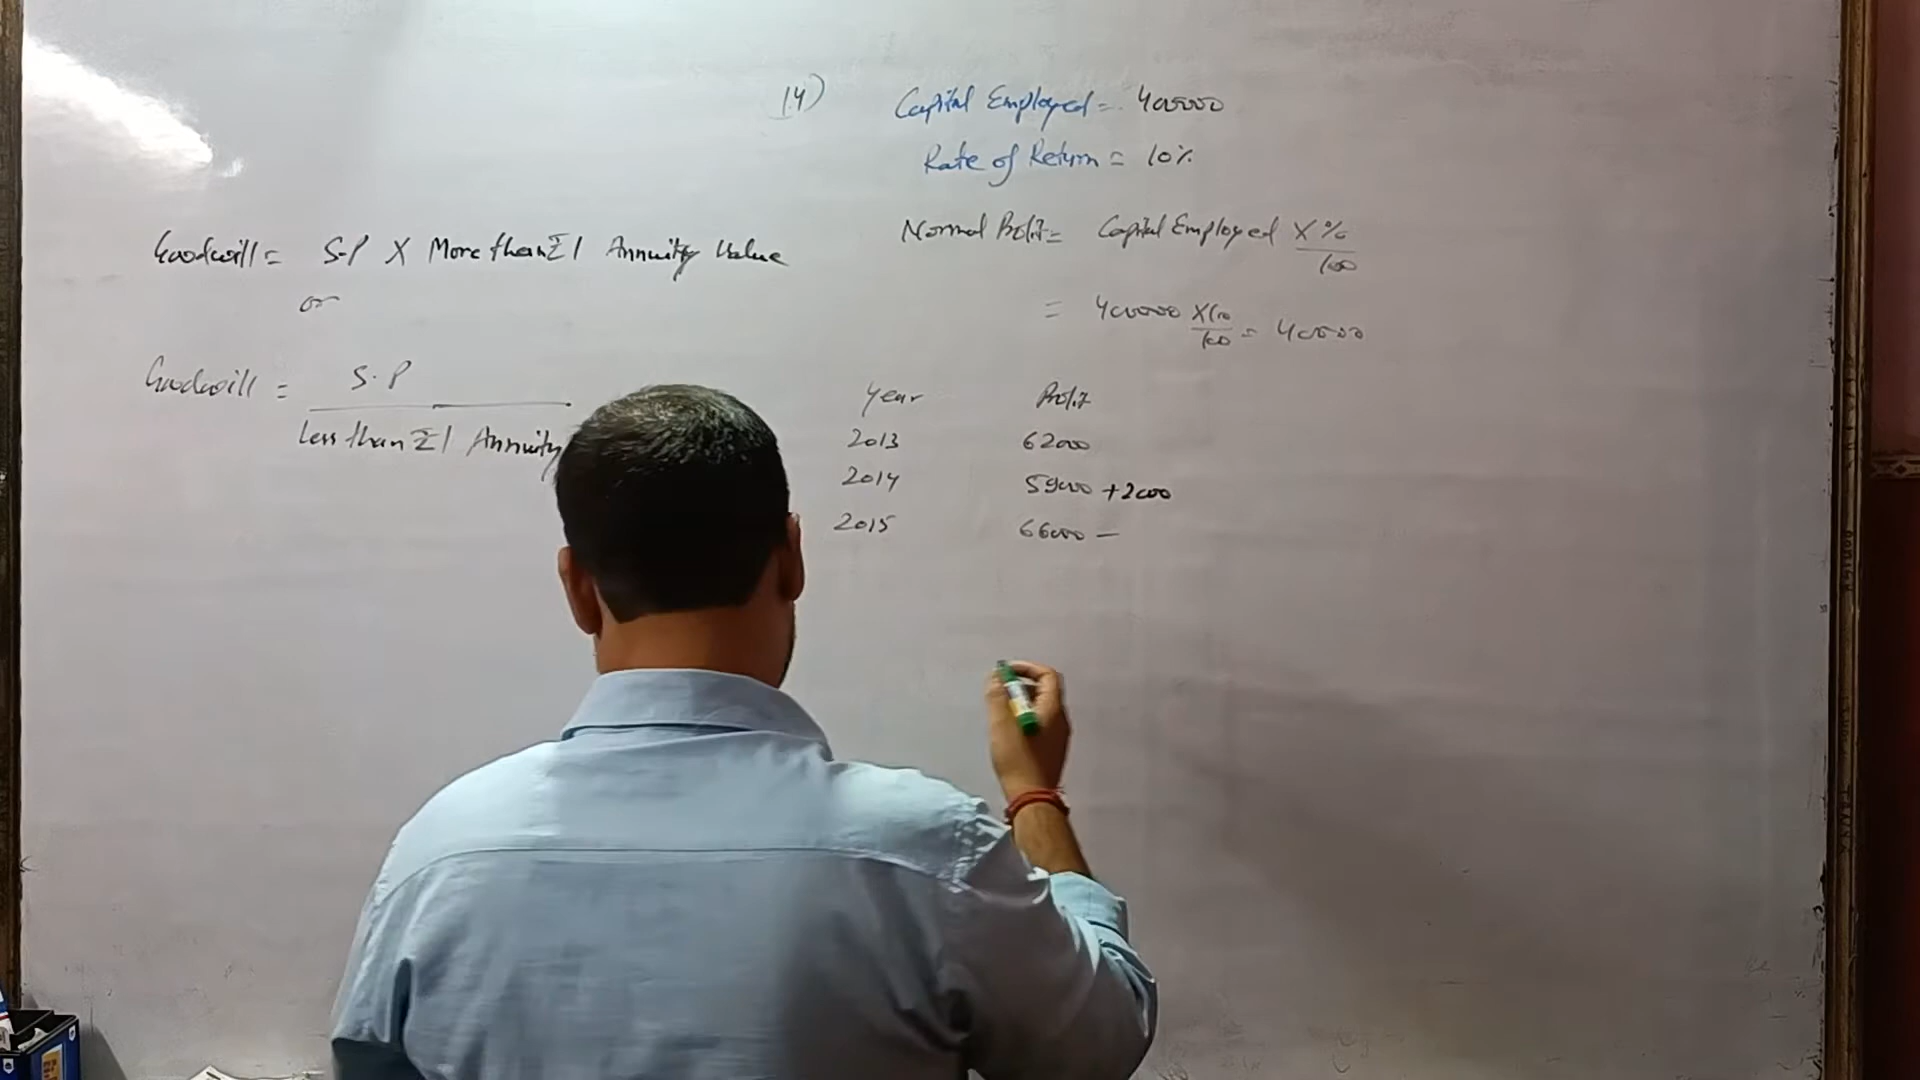 14) Capital Employed = 400000
Rate of Return = 10%
Normal Profit = Capital Employed X %/100
= 400000 X 10/100 = 40000
Goodwill = S.P X More than ₹1 Annuity Value
or
Goodwill = S.P
Less than ₹1 Annuity
Year Profit
2013 62000
2014 59000 + 2000
2015 66000 —